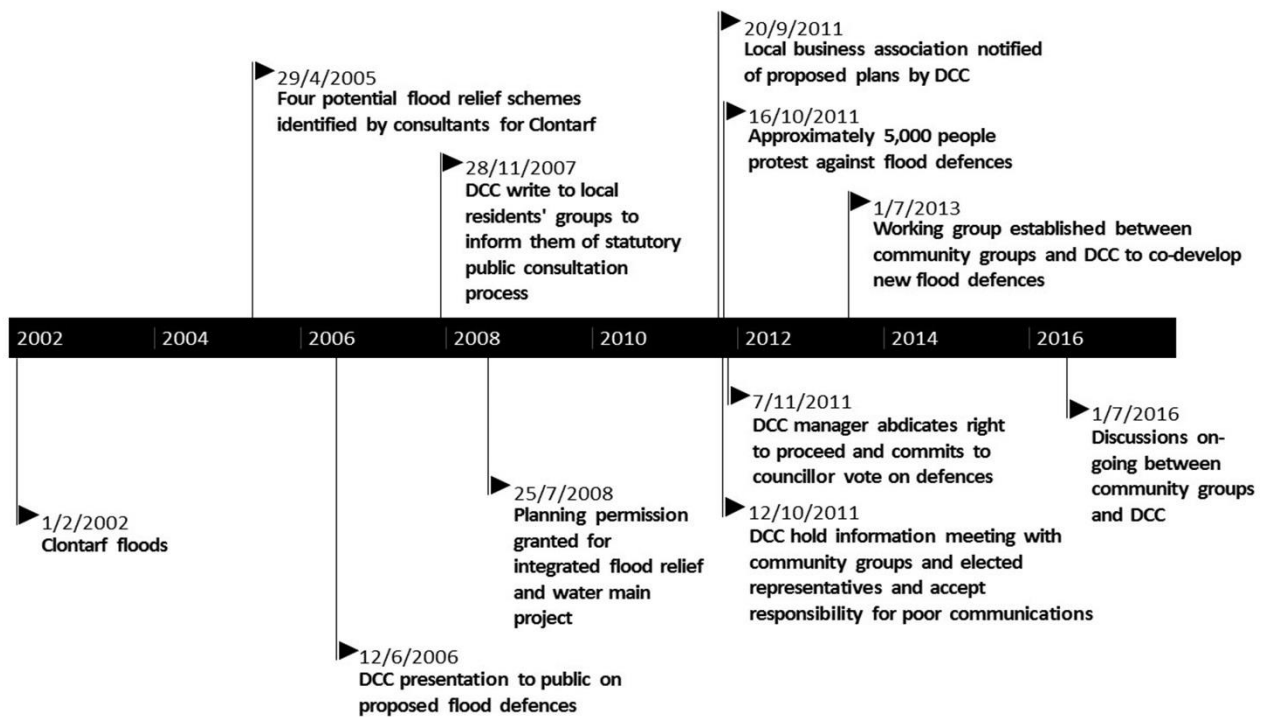 20/9/2011
Local business association notified
of proposed plans by DCC
29/4/2005
Four potential flood relief schemes
identified by consultants for Clontarf
16/10/2011
Approximately 5,000 people
protest against flood defences
28/11/2007
DCC write to local
residents' groups to
inform them of statutory
public consultation
process
1/7/2013
Working group established between
community groups and DCC to co-develop
new flood defences
2002
2004
2006
2008
2010
2012
2014
2016
7/11/2011
DCC manager abdicates right
to proceed and commits to
councillor vote on defences
1/7/2016
Discussions on-
going between
community groups
and DCC
25/7/2008
Planning permission
granted for
integrated flood relief
and water main
project
1/2/2002
Clontarf floods
12/10/2011
DCC hold information meeting with
community groups and elected
representatives and accept
responsibility for poor communications
12/6/2006
DCC presentation to public on
proposed flood defences